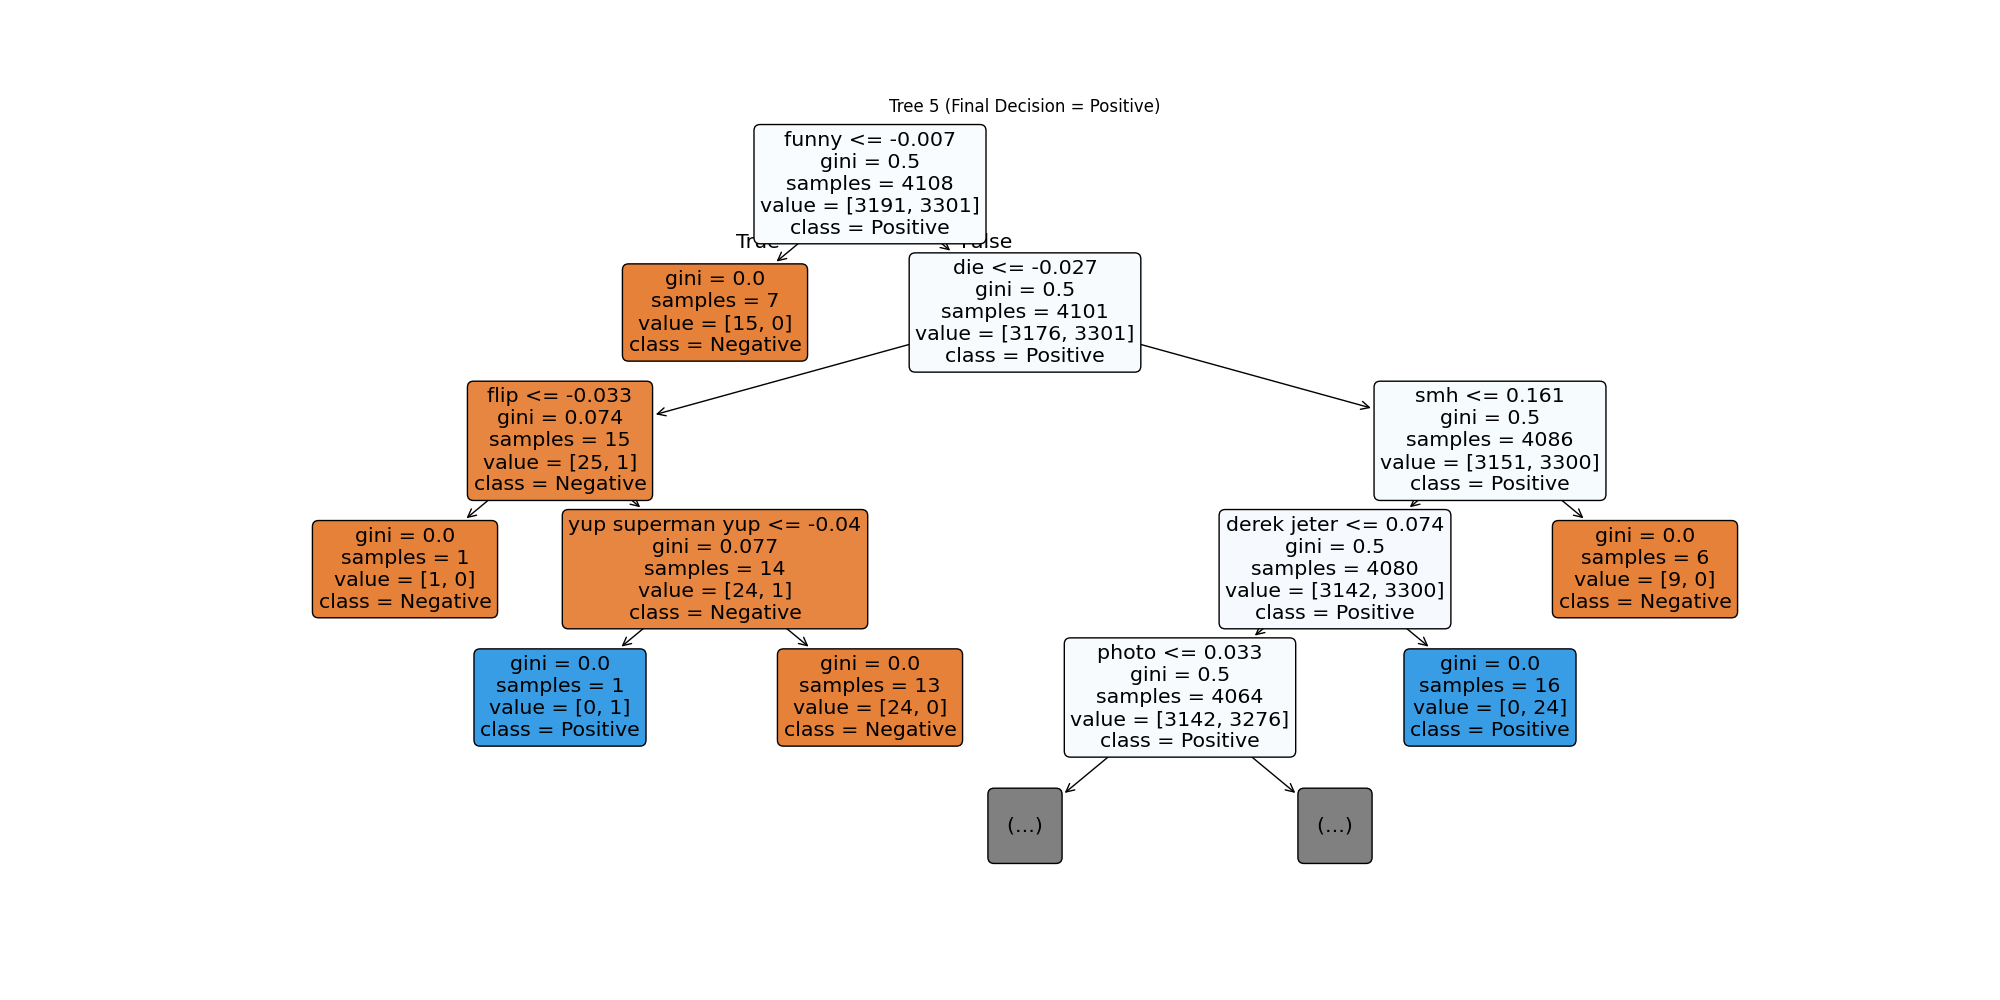 Tree 5 (Final Decision = Positive)
funny <= -0.007
gini = 0.5
samples = 4108
value = [3191, 3301]
class = Positive
True
False
gini = 0.0
samples = 7
value = [15, 0]
class = Negative
die <= -0.027
gini = 0.5
samples = 4101
value = [3176, 3301]
class = Positive
flip <= -0.033
gini = 0.074
samples = 15
value = [25, 1]
class = Negative
smh <= 0.161
gini = 0.5
samples = 4086
value = [3151, 3300]
class = Positive
gini = 0.0
samples = 1
value = [1, 0]
class = Negative
yup superman yup <= -0.04
gini = 0.077
samples = 14
value = [24, 1]
class = Negative
derek jeter <= 0.074
gini = 0.5
samples = 4080
value = [3142, 3300]
class = Positive
gini = 0.0
samples = 6
value = [9, 0]
class = Negative
gini = 0.0
samples = 1
value = [0, 1]
class = Positive
gini = 0.0
samples = 13
value = [24, 0]
class = Negative
photo <= 0.033
gini = 0.5
samples = 4064
value = [3142, 3276]
class = Positive
gini = 0.0
samples = 16
value = [0, 24]
class = Positive
(...)
(...)